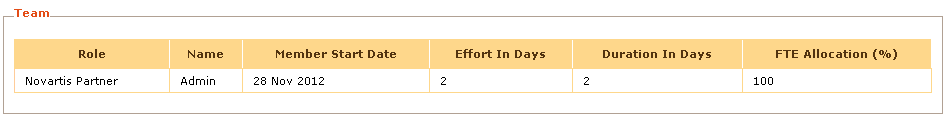 Team
Role Name Member Start Date Effort In Days Duration In Days FTE Allocation (%)
Novartis Partner Admin 28 Nov 2012 2 2 100